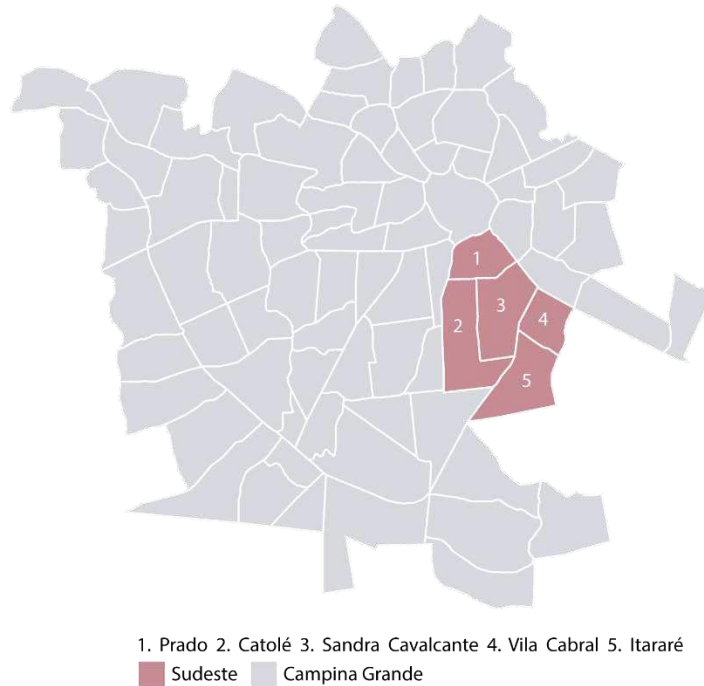 1
2
3
4
5
1. Prado 2. Catolé 3. Sandra Cavalcante 4. Vila Cabral 5. Itararé
Sudeste Campina Grande